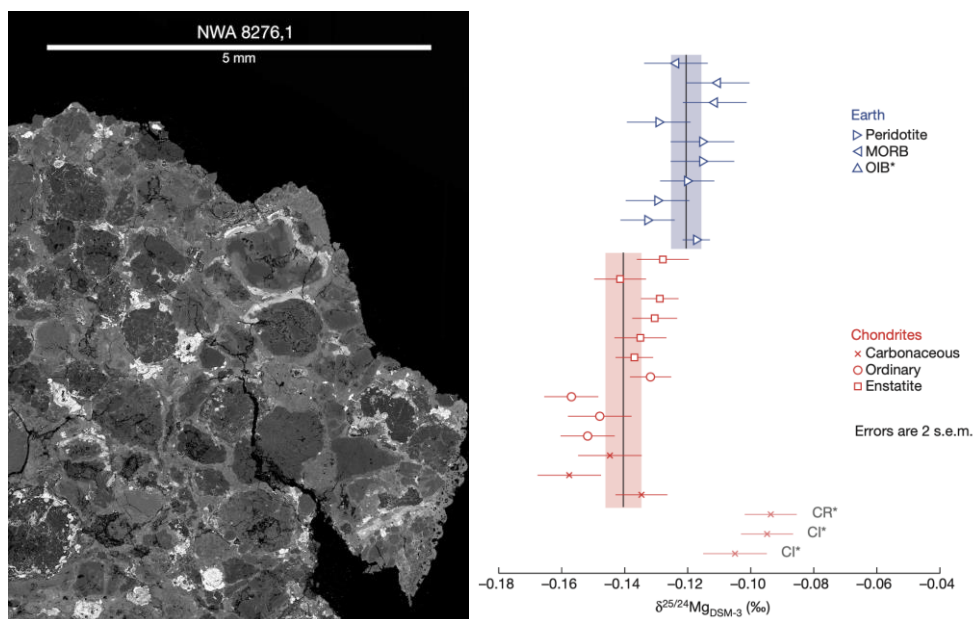 NWA 8276,1
5 mm
Earth
Peridotite
MORB
OIB*
Chondrites
Carbonaceous
Ordinary
Enstatite
Errors are 2 s.e.m.
CR*
CI*
CI*
−0.18 −0.16 −0.14 −0.12 −0.10 −0.08 −0.06 −0.04
δ²⁵/²⁴Mg_DSM-3 (‰)